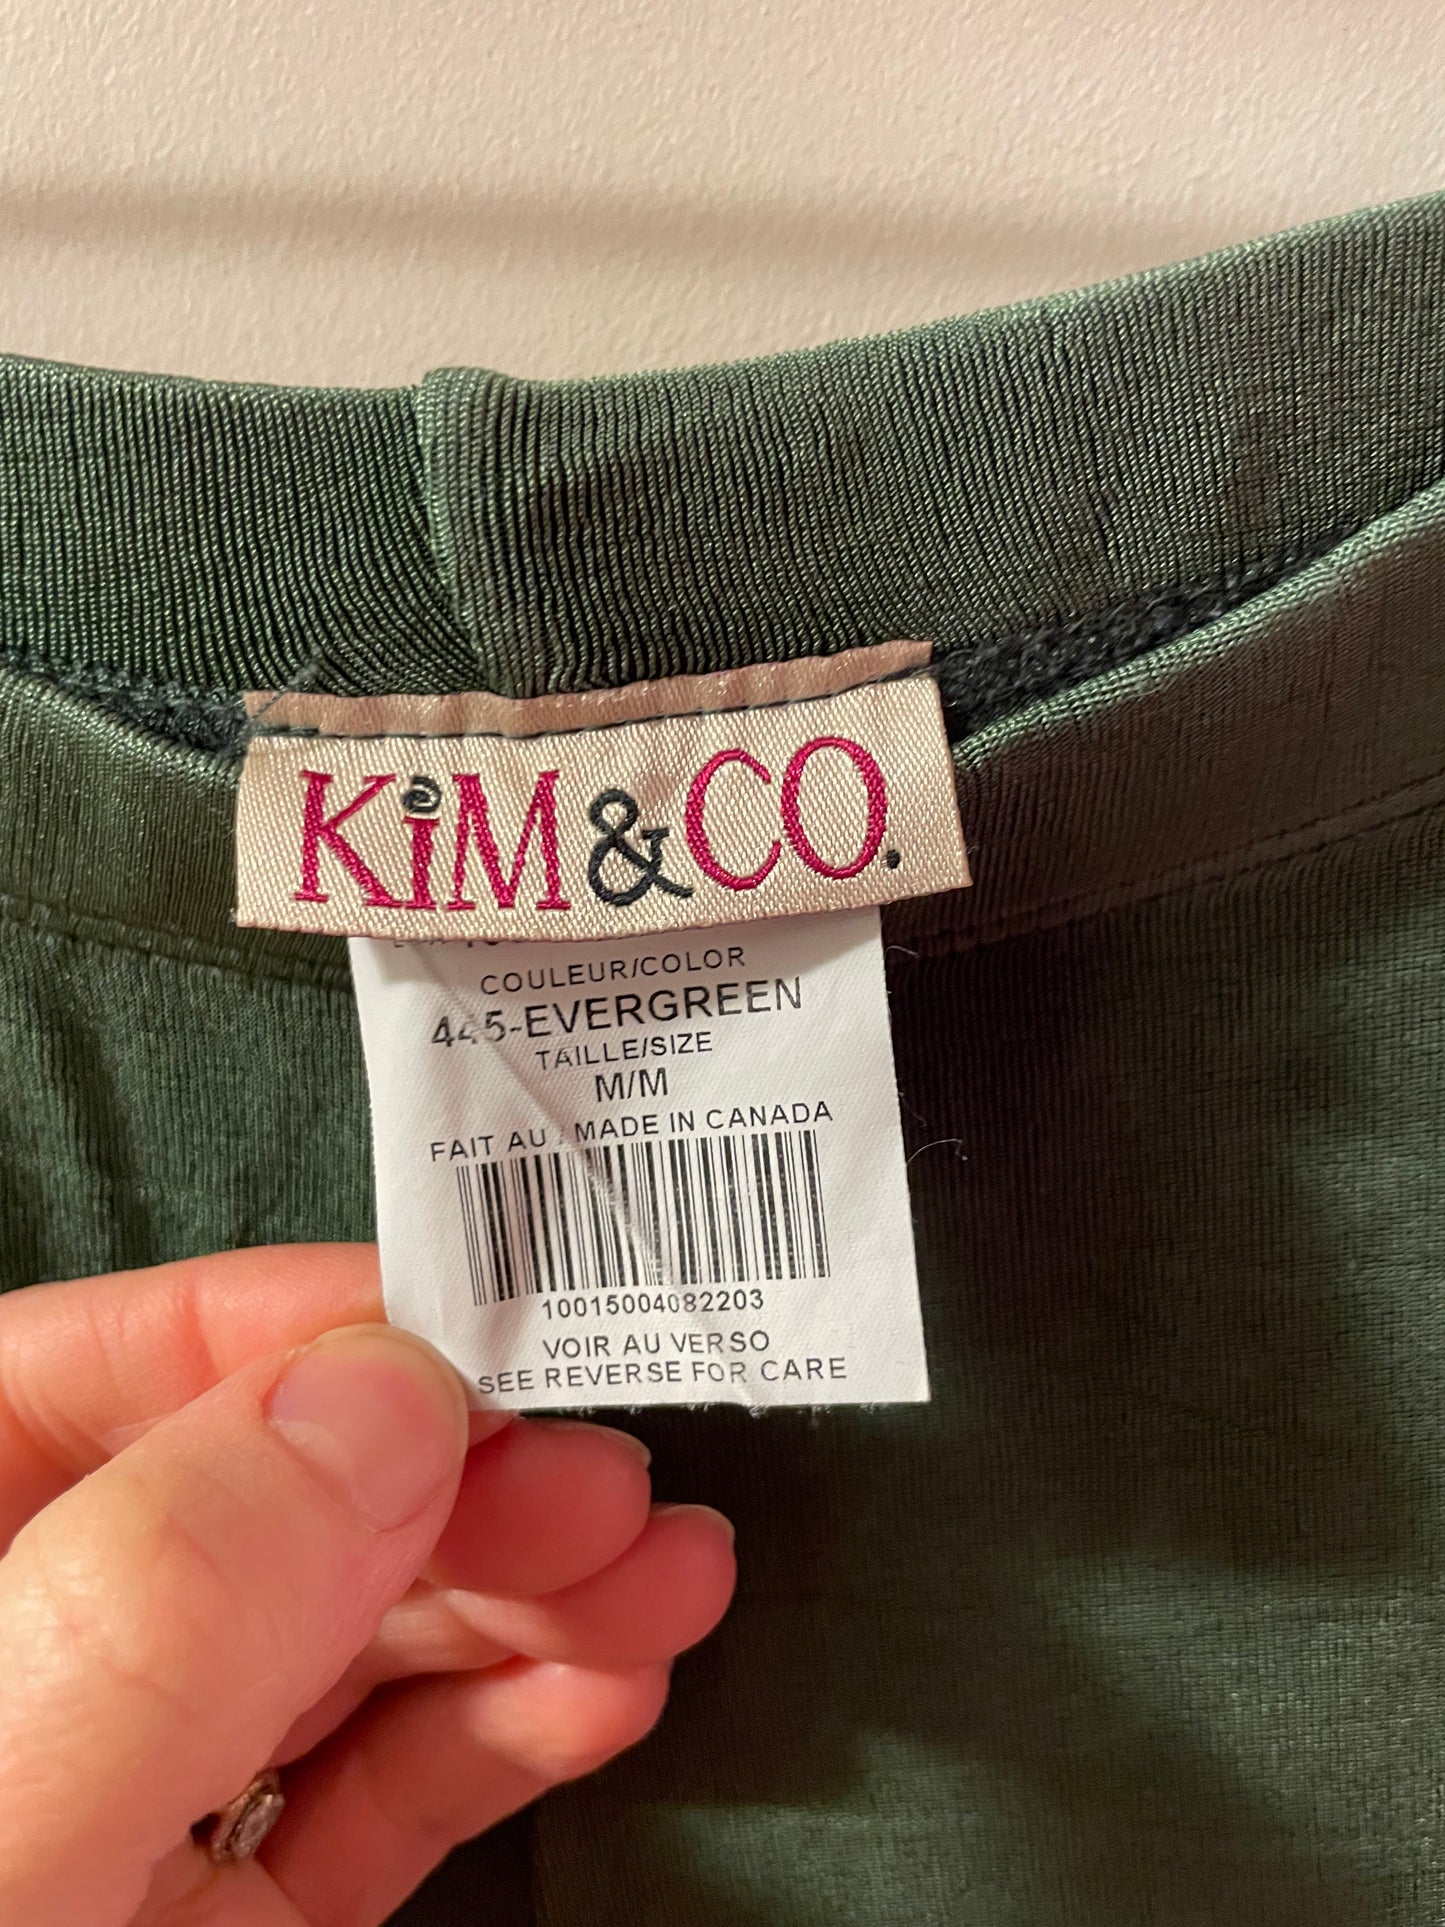 KiM & CO.
COULEUR/COLOR
445-EVERGREEN
TAILLE/SIZE
M/M
FAIT AU / MADE IN CANADA
10015004082203
VOIR AU VERSO
SEE REVERSE FOR CARE